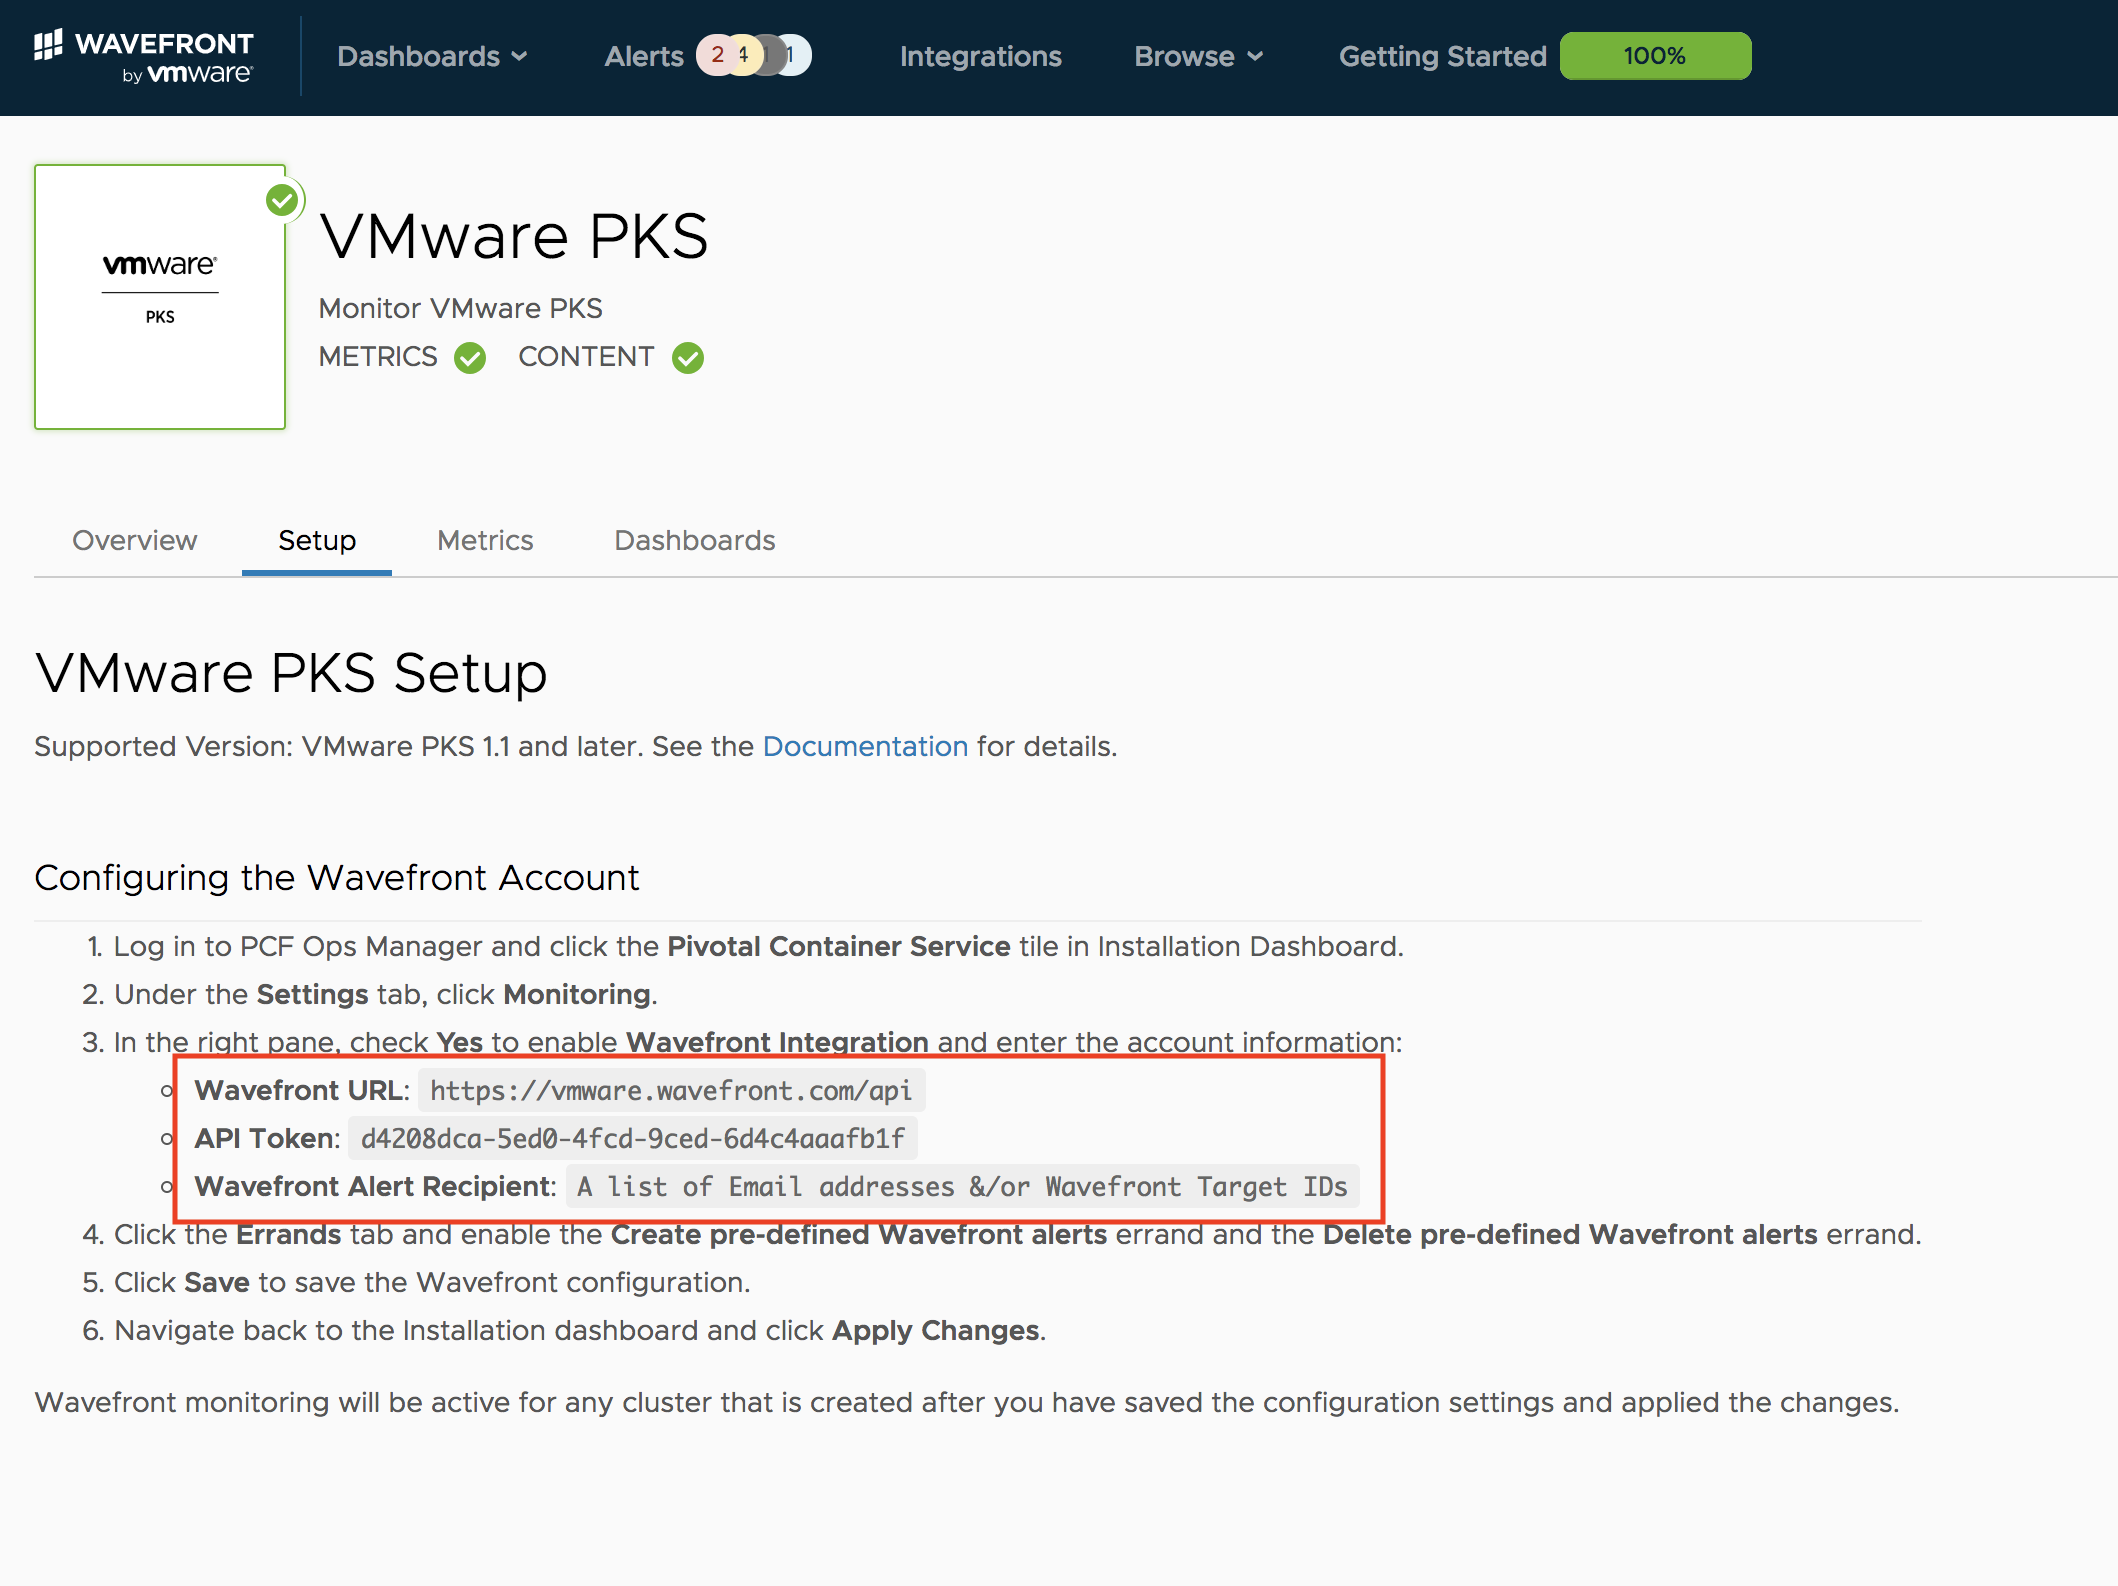 WAVEFRONT
by vmware®
Dashboards
Alerts 2 4 1 1
Integrations
Browse
Getting Started 100%
vmware®
PKS
VMware PKS
Monitor VMware PKS
METRICS CONTENT
Overview Setup Metrics Dashboards
VMware PKS Setup
Supported Version: VMware PKS 1.1 and later. See the Documentation for details.
Configuring the Wavefront Account
1. Log in to PCF Ops Manager and click the Pivotal Container Service tile in Installation Dashboard.
2. Under the Settings tab, click Monitoring.
3. In the right pane, check Yes to enable Wavefront Integration and enter the account information:
Wavefront URL: https://vmware.wavefront.com/api
API Token: d4208dca-5ed0-4fcd-9ced-6d4c4aaafb1f
Wavefront Alert Recipient: A list of Email addresses &/or Wavefront Target IDs
4. Click the Errands tab and enable the Create pre-defined Wavefront alerts errand and the Delete pre-defined Wavefront alerts errand.
5. Click Save to save the Wavefront configuration.
6. Navigate back to the Installation dashboard and click Apply Changes.
Wavefront monitoring will be active for any cluster that is created after you have saved the configuration settings and applied the changes.